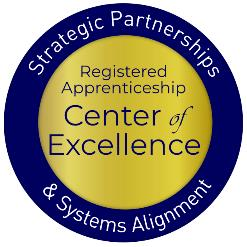 Strategic Partnerships
Registered
Apprenticeship
Center of
Excellence
& Systems Alignment